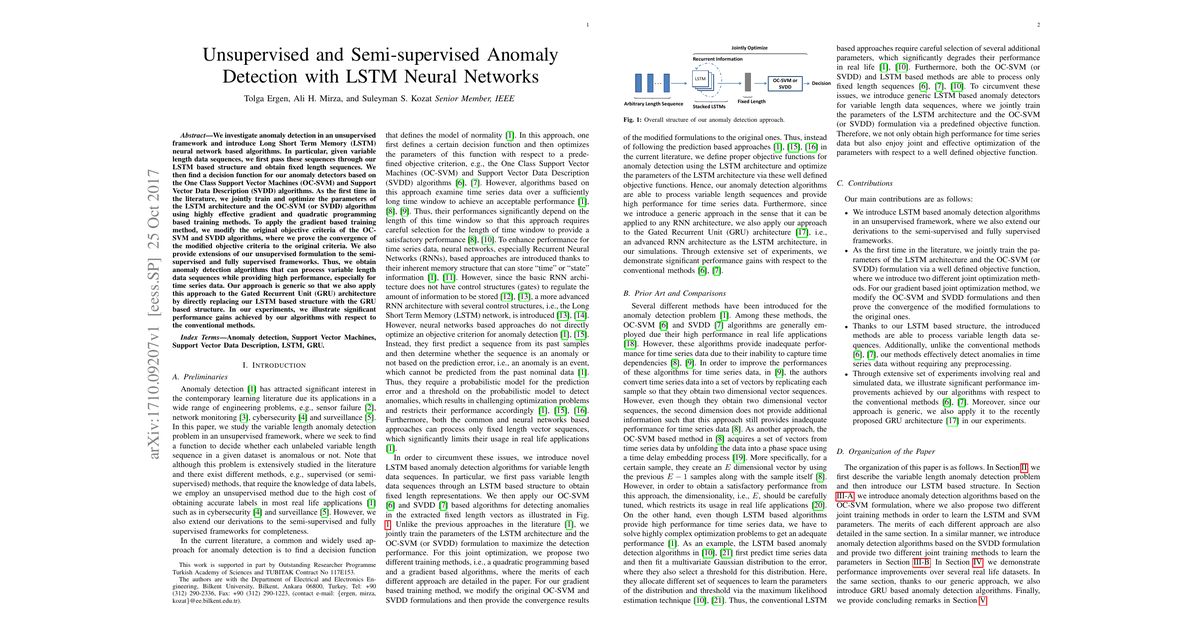 1
Unsupervised and Semi-supervised Anomaly
Detection with LSTM Neural Networks
Tolga Ergen, Ali H. Mirza, and Suleyman S. Kozat Senior Member, IEEE
arXiv:1710.09207v1 [eess.SP] 25 Oct 2017
Abstract—We investigate anomaly detection in an unsupervised
framework and introduce Long Short Term Memory (LSTM)
neural network based algorithms. In particular, given variable
length data sequences, we first pass these sequences through our
LSTM based structure and obtain fixed length sequences. We
then find a decision function for our anomaly detectors based on
the One Class Support Vector Machines (OC-SVM) and Support
Vector Data Description (SVDD) algorithms. As the first time in
the literature, we jointly train and optimize the parameters of the
LSTM architecture and the OC-SVM (or SVDD) algorithm
using highly effective gradient and quadratic programming
based training methods. To apply the gradient based training
method, we modify the original objective criteria of the OC-
SVM and SVDD algorithms, where we prove the convergence of
the modified objective criteria to the original criteria. We also
provide extensions of our unsupervised formulation to the semi-
supervised and fully supervised frameworks. Thus, we obtain
anomaly detection algorithms that can process variable length
data sequences while providing high performance, especially for
time series data. Our approach is generic so that we also apply
this approach to the Gated Recurrent Unit (GRU) architecture
by directly replacing our LSTM based structure with the GRU
based structure. In our experiments, we illustrate significant
performance gains achieved by our algorithms with respect to
the conventional methods.
Index Terms—Anomaly detection, Support Vector Machines,
Support Vector Data Description, LSTM, GRU.
I. INTRODUCTION
A. Preliminaries
Anomaly detection [1] has attracted significant interest in
the contemporary learning literature due its applications in a
wide range of engineering problems, e.g., sensor failure [2],
network monitoring [3], cybersecurity [4] and surveillance [5].
In this paper, we study the variable length anomaly detection
problem in an unsupervised framework, where we seek to find
a function to decide whether each unlabeled variable length
sequence in a given dataset is anomalous or not. Note that
although this problem is extensively studied in the literature
and there exist different methods, e.g., supervised (or semi-
supervised) methods, that require the knowledge of data labels,
we employ an unsupervised method due to the high cost of
obtaining accurate labels in most real life applications [1]
such as in cybersecurity [4] and surveillance [5]. However, we
also extend our derivations to the semi-supervised and fully
supervised frameworks for completeness.
In the current literature, a common and widely used ap-
proach for anomaly detection is to find a decision function
This work is supported in part by Outstanding Researcher Programme
Turkish Academy of Sciences and TUBITAK Contract No 117E153.
The authors are with the Department of Electrical and Electronics En-
gineering, Bilkent University, Bilkent, Ankara 06800, Turkey, Tel: +90
(312) 290-2336, Fax: +90 (312) 290-1223, (contact e-mail: {ergen, mirza,
kozat}@ee.bilkent.edu.tr).
that defines the model of normality [1]. In this approach, one
first defines a certain decision function and then optimizes
the parameters of this function with respect to a prede-
fined objective criterion, e.g., the One Class Support Vector
Machines (OC-SVM) and Support Vector Data Description
(SVDD) algorithms [6], [7]. However, algorithms based on
this approach examine time series data over a sufficiently
long time window to achieve an acceptable performance [1],
[8], [9]. Thus, their performances significantly depend on the
length of this time window so that this approach requires
careful selection for the length of time window to provide a
satisfactory performance [8], [10]. To enhance performance for
time series data, neural networks, especially Recurrent Neural
Networks (RNNs), based approaches are introduced thanks to
their inherent memory structure that can store "time" or "state"
information [1], [11]. However, since the basic RNN archi-
tecture does not have control structures (gates) to regulate the
amount of information to be stored [12], [13], a more advanced
RNN architecture with several control structures, i.e., the Long
Short Term Memory (LSTM) network, is introduced [13], [14].
However, neural networks based approaches do not directly
optimize an objective criterion for anomaly detection [1], [15].
Instead, they first predict a sequence from its past samples
and then determine whether the sequence is an anomaly or
not based on the prediction error, i.e., an anomaly is an event,
which cannot be predicted from the past nominal data [1].
Thus, they require a probabilistic model for the prediction
error and a threshold on the probabilistic model to detect
anomalies, which results in challenging optimization problems
and restricts their performance accordingly [1], [15], [16].
Furthermore, both the common and neural networks based
approaches can process only fixed length vector sequences,
which significantly limits their usage in real life applications
[1].
In order to circumvent these issues, we introduce novel
LSTM based anomaly detection algorithms for variable length
data sequences. In particular, we first pass variable length
data sequences through an LSTM based structure to obtain
fixed length representations. We then apply our OC-SVM
[6] and SVDD [7] based algorithms for detecting anomalies
in the extracted fixed length vectors as illustrated in Fig.
1. Unlike the previous approaches in the literature [1], we
jointly train the parameters of the LSTM architecture and the
OC-SVM (or SVDD) formulation to maximize the detection
performance. For this joint optimization, we propose two
different training methods, i.e., a quadratic programming based
and a gradient based algorithms, where the merits of each
different approach are detailed in the paper. For our gradient
based training method, we modify the original OC-SVM and
SVDD formulations and then provide the convergence results
2
Jointly Optimize
Recurrent Information
LSTM
OC-SVM or
SVDD
Decision
Arbitrary Length Sequence
Stacked LSTMs
Fixed Length
Fig. 1: Overall structure of our anomaly detection approach.
of the modified formulations to the original ones. Thus, instead
of following the prediction based approaches [1], [15], [16]
in the current literature, we define proper objective functions for
anomaly detection using the LSTM architecture and optimize
the parameters of the LSTM architecture via these well defined
objective functions. Hence, our anomaly detection algorithms
are able to process variable length sequences and provide
high performance for time series data. Furthermore, since
we introduce a generic approach in the sense that it can be
applied to any RNN architecture, we also apply our approach
to the Gated Recurrent Unit (GRU) architecture [17], i.e.,
an advanced RNN architecture as the LSTM architecture,
in our simulations. Through extensive set of experiments, we
demonstrate significant performance gains with respect to the
conventional methods [6], [7].
B. Prior Art and Comparisons
Several different methods have been introduced for the
anomaly detection problem [1]. Among these methods, the
OC-SVM [6] and SVDD [7] algorithms are generally em-
ployed due their high performance in real life applications
[18]. However, these algorithms provide inadequate perfor-
mance for time series data due to their inability to capture time
dependencies [8], [9]. In order to improve the performances
of these algorithms for time series data, in [9], the authors
convert time series data into a set of vectors by replicating each
sample so that they obtain two dimensional vector sequences.
However, even though they obtain two dimensional vector
sequences, the second dimension does not provide additional
information such that this approach still provides inadequate
performance for time series data [8]. As another approach, the
OC-SVM based method in [8] acquires a set of vectors from
time series data by unfolding the data into a phase space using
a time delay embedding process [19]. More specifically, for a
certain sample, they create an E dimensional vector by using
the previous E − 1 samples along with the sample itself [8].
However, in order to obtain a satisfactory performance from
this approach, the dimensionality, i.e., E, should be carefully
tuned, which restricts its usage in real life applications [20].
On the other hand, even though LSTM based algorithms
provide high performance for time series data, we have to
solve highly complex optimization problems to get an adequate
performance [1]. As an example, the LSTM based anomaly
detection algorithms in [10], [21] first predict time series data
and then fit a multivariate Gaussian distribution to the error,
where they also select a threshold for this distribution. Here,
they allocate different set of sequences to learn the parameters
of the distribution and threshold via the maximum likelihood
estimation technique [10], [21]. Thus, the conventional LSTM
based approaches require careful selection of several additional
parameters, which significantly degrades their performance
in real life [1], [10]. Furthermore, both the OC-SVM (or
SVDD) and LSTM based methods are able to process only
fixed length sequences [6], [7], [10]. To circumvent these
issues, we introduce generic LSTM based anomaly detectors
for variable length data sequences, where we jointly train
the parameters of the LSTM architecture and the OC-SVM
(or SVDD) formulation via a predefined objective function.
Therefore, we not only obtain high performance for time series
data but also enjoy joint and effective optimization of the
parameters with respect to a well defined objective function.
C. Contributions
Our main contributions are as follows:
• We introduce LSTM based anomaly detection algorithms
in an unsupervised framework, where we also extend our
derivations to the semi-supervised and fully supervised
frameworks.
• As the first time in the literature, we jointly train the pa-
rameters of the LSTM architecture and the OC-SVM (or
SVDD) formulation via a well defined objective function,
where we introduce two different joint optimization meth-
ods. For our gradient based joint optimization method, we
modify the OC-SVM and SVDD formulations and then
prove the convergence of the modified formulations to
the original ones.
• Thanks to our LSTM based structure, the introduced
methods are able to process variable length data se-
quences. Additionally, unlike the conventional methods
[6], [7], our methods effectively detect anomalies in time
series data without requiring any preprocessing.
• Through extensive set of experiments involving real and
simulated data, we illustrate significant performance im-
provements achieved by our algorithms with respect to
the conventional methods [6], [7]. Moreover, since our
approach is generic, we also apply it to the recently
proposed GRU architecture [17] in our experiments.
D. Organization of the Paper
The organization of this paper is as follows. In Section II, we
first describe the variable length anomaly detection problem
and then introduce our LSTM based structure. In Section
III-A, we introduce anomaly detection algorithms based on the
OC-SVM formulation, where we also propose two different
joint training methods in order to learn the LSTM and SVM
parameters. The merits of each different approach are also
detailed in the same section. In a similar manner, we introduce
anomaly detection algorithms based on the SVDD formulation
and provide two different joint training methods to learn the
parameters in Section III-B. In Section IV, we demonstrate
performance improvements over several real life datasets. In
the same section, thanks to our generic approach, we also
introduce GRU based anomaly detection algorithms. Finally,
we provide concluding remarks in Section V.